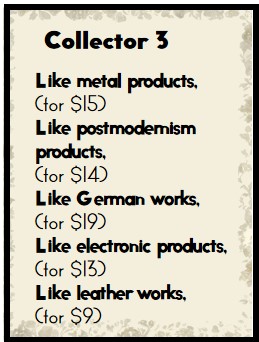 Collector 3
Like metal products,
(for $15)
Like postmodernism
products,
(for $14)
Like German works,
(for $19)
Like electronic products,
(for $13)
Like leather works,
(for $9)